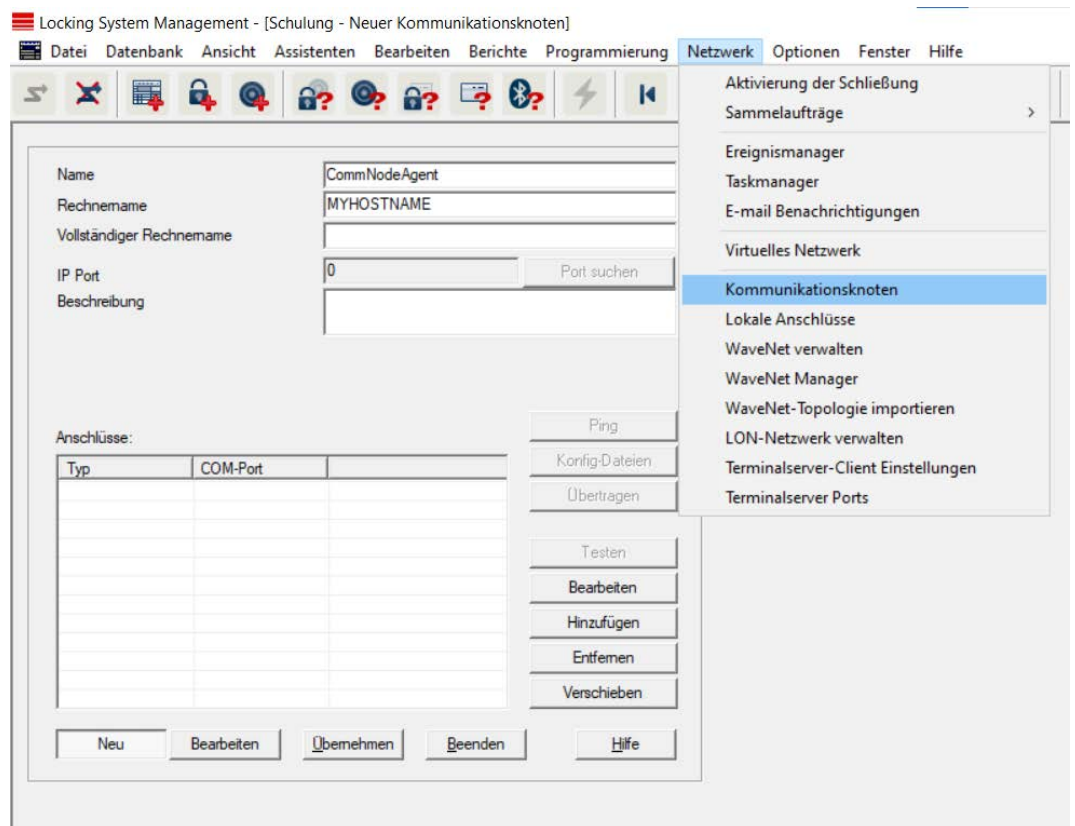 Locking System Management - [Schulung - Neuer Kommunikationsknoten]
Datei Datenbank Ansicht Assistenten Bearbeiten Berichte Programmierung Netzwerk Optionen Fenster Hilfe
Aktivierung der Schließung
Sammelaufträge
Ereignismanager
Taskmanager
E-mail Benachrichtigungen
Virtuelles Netzwerk
Kommunikationsknoten
Lokale Anschlüsse
WaveNet verwalten
WaveNet Manager
WaveNet-Topologie importieren
LON-Netzwerk verwalten
Terminalserver-Client Einstellungen
Terminalserver Ports
Name CommNodeAgent
Rechnername MYHOSTNAME
Vollständiger Rechnername
IP Port 0 Port suchen
Beschreibung
Anschlüsse:
Typ COM-Port
Ping
Konfig-Dateien
Übertragen
Testen
Bearbeiten
Hinzufügen
Entfernen
Verschieben
Neu Bearbeiten Übernehmen Beenden Hilfe